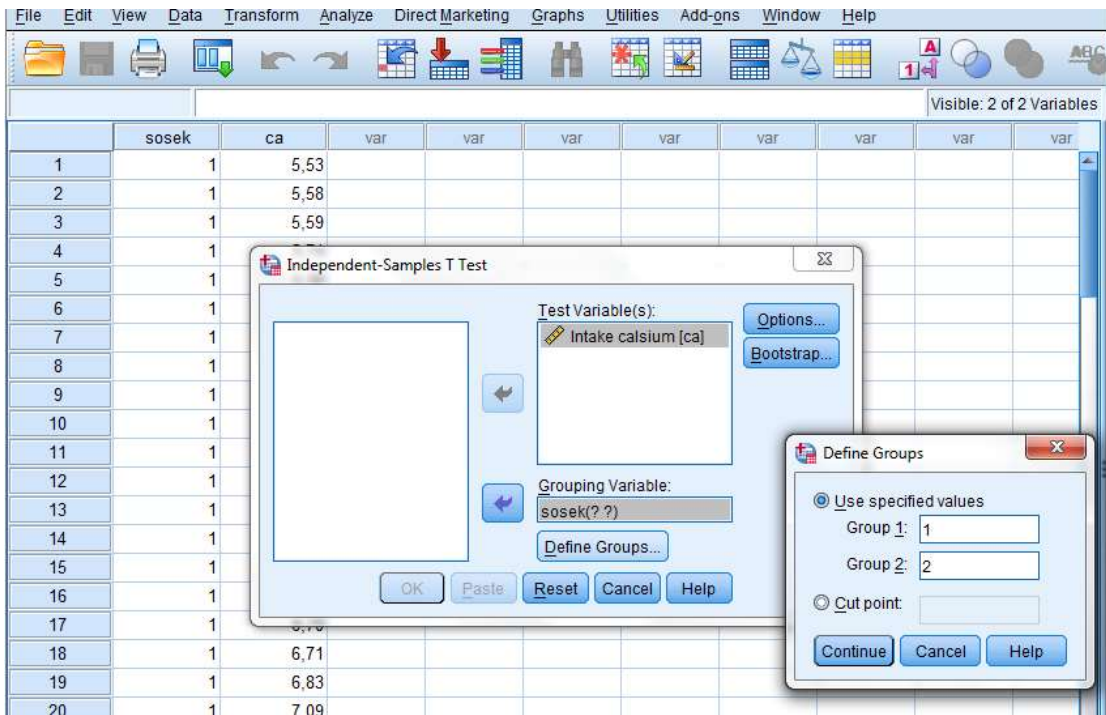 File Edit View Data Transform Analyze Direct Marketing Graphs Utilities Add-ons Window Help
A
1
ABC
Visible: 2 of 2 Variables
sosek ca var var var var var var var var
1 1 5,53
2 1 5,58
3 1 5,59
4 1
5 1
6 1
7 1
8 1
9 1
10 1
11 1
12 1
13 1
14 1
15 1
16 1
17 1
18 1 6,71
19 1 6,83
20 1 7,09
Independent-Samples T Test
Test Variable(s):
Intake calsium [ca]
Options...
Bootstrap...
Grouping Variable:
sosek(? ?)
Define Groups...
OK Paste Reset Cancel Help
Define Groups
Use specified values
Group 1: 1
Group 2: 2
Cut point:
Continue Cancel Help